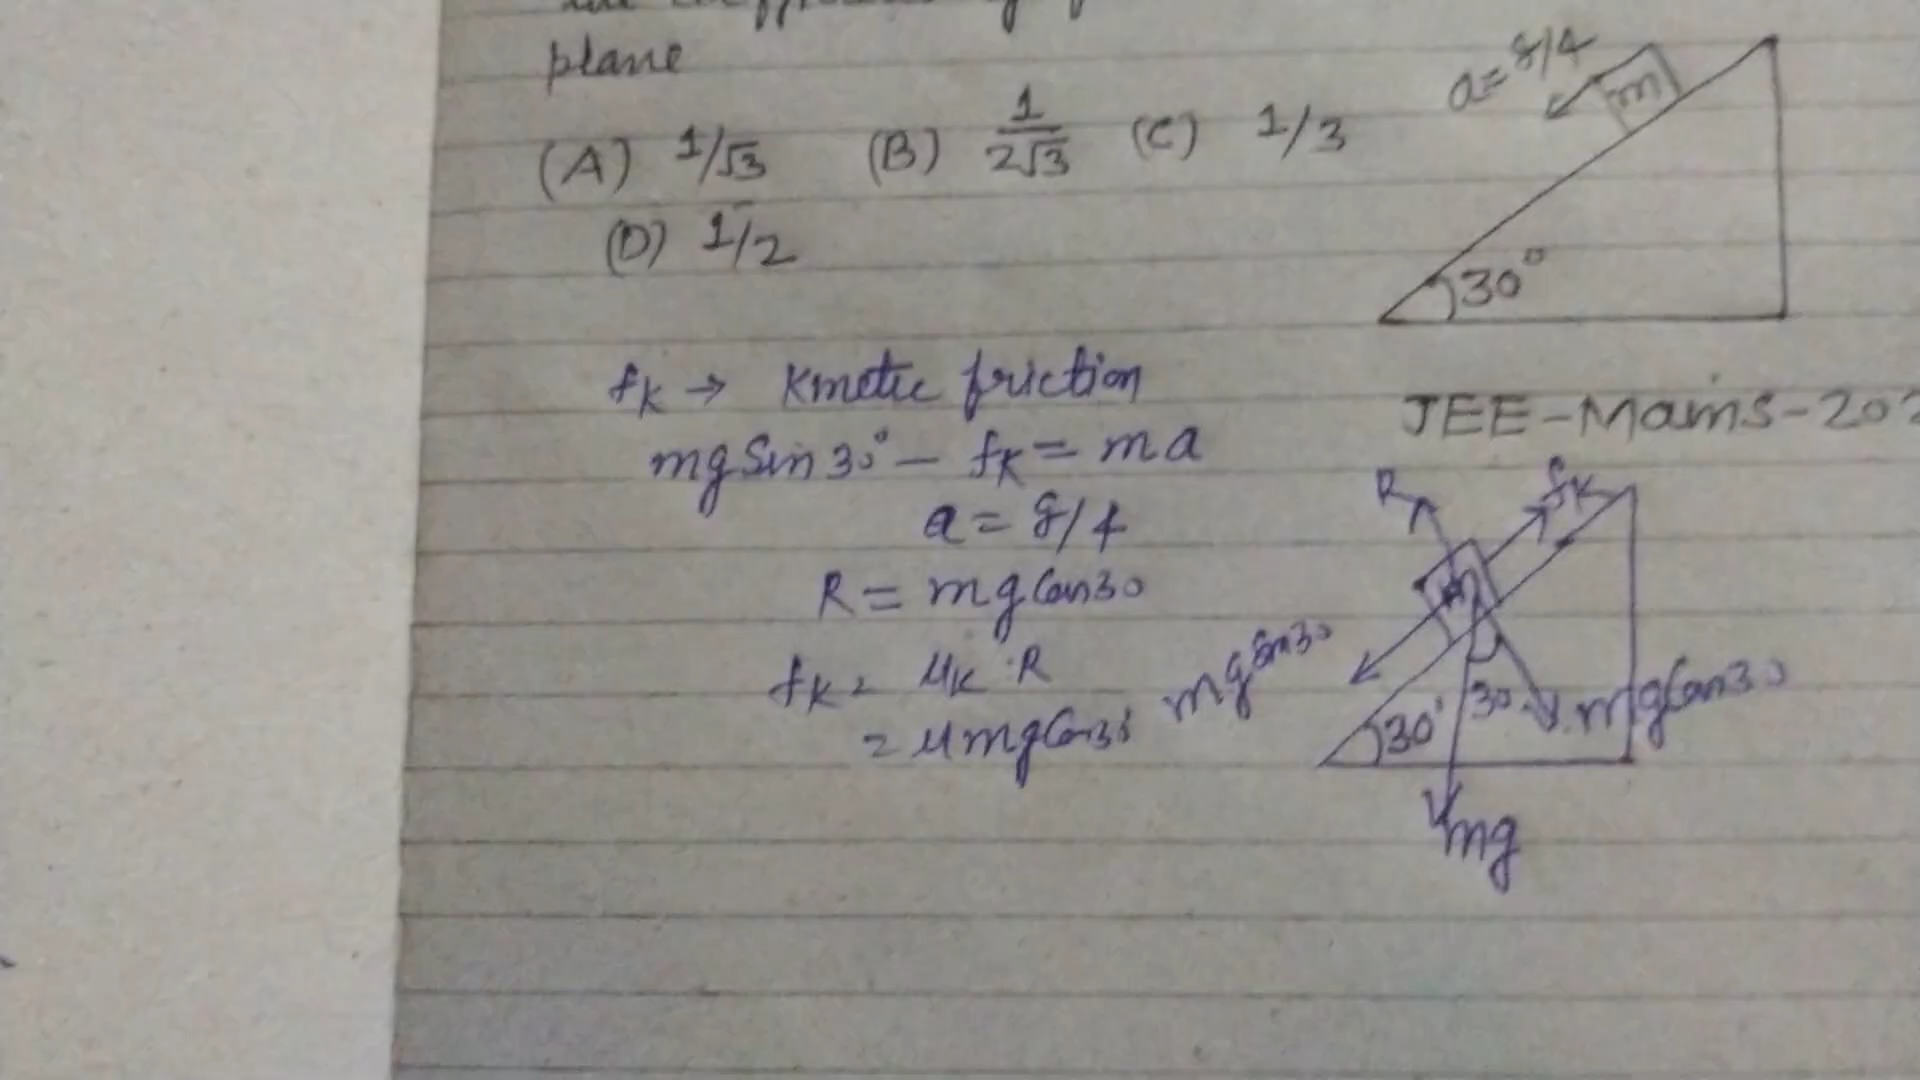 plane
a = g/4
m
(A) 1/√3 (B) 1/2√3 (C) 1/3
(D) 1/2
30°
fK → Kinetic friction
JEE-Mains-202
mg Sin 30° - fK = ma
a = g/4
R = mg Cos 30
fK = μK · R
= μ mg Cos 30°
R
fK
m
mg Sin 30
30°
30
mg Cos 30
mg